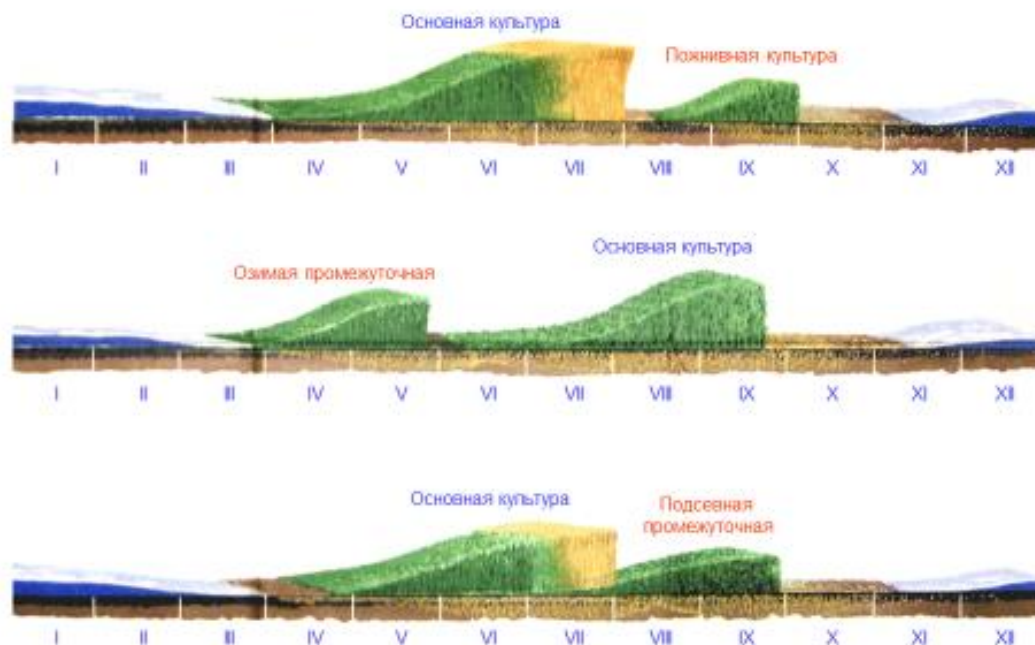 Основная культура
Пожнивная культура
I II III IV V VI VII VIII IX X XI XII
Основная культура
Озимая промежуточная
I II III IV V VI VII VIII IX X XI XII
Основная культура
Подсевная
промежуточная
I II III IV V VI VII VIII IX X XI XII